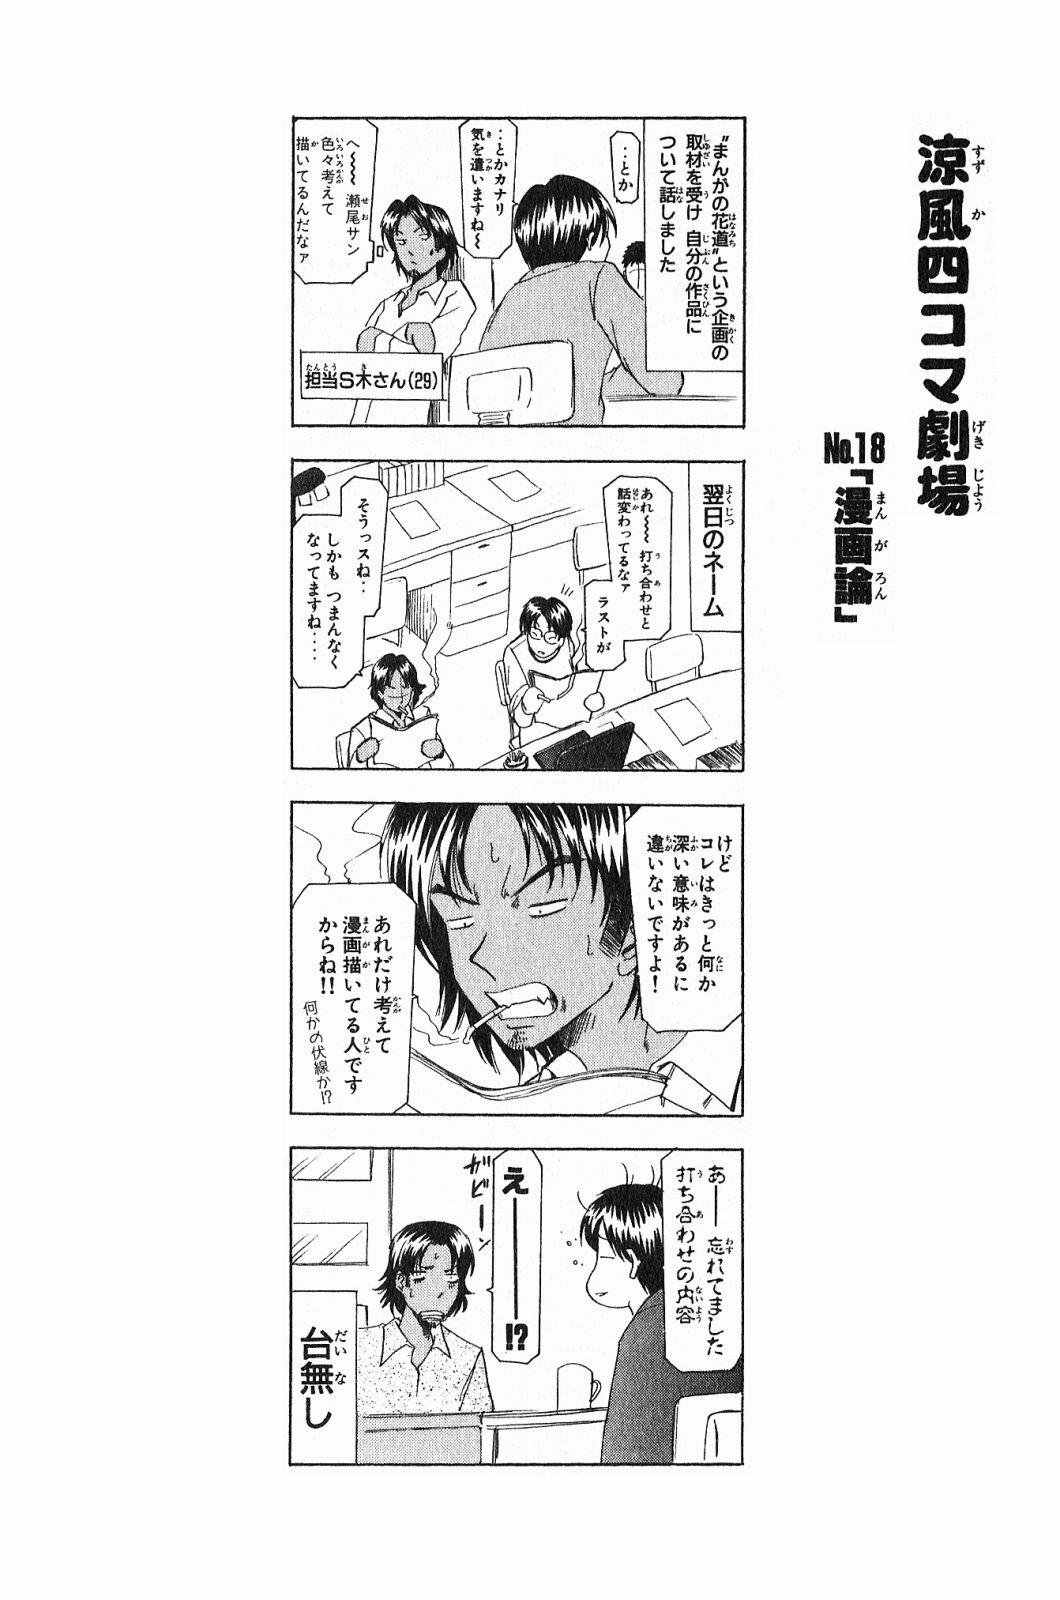 涼風四コマ劇場
No.18
『漫画論』
"まんがの花道"という企画の
取材を受け 自分の作品に
ついて話しました
‥とか
‥とかカナリ
気を遣いますね〜
へ〜〜〜 瀬尾サン
色々考えて
描いてるんだなァ
担当S木さん(29)
翌日のネーム
あれ〜〜〜 打ち合わせと
話変わってるなァ
ラストが
そうっスね‥
しかも つまんなく
なってますね‥‥
けど
コレはきっと何か
深い意味があるに
違いないですよ！
あれだけ考えて
漫画描いてる人です
からね!!
何かの伏線か!?
あ── 忘れてました
打ち合わせの内容
え───!?
ガビーン
台無し